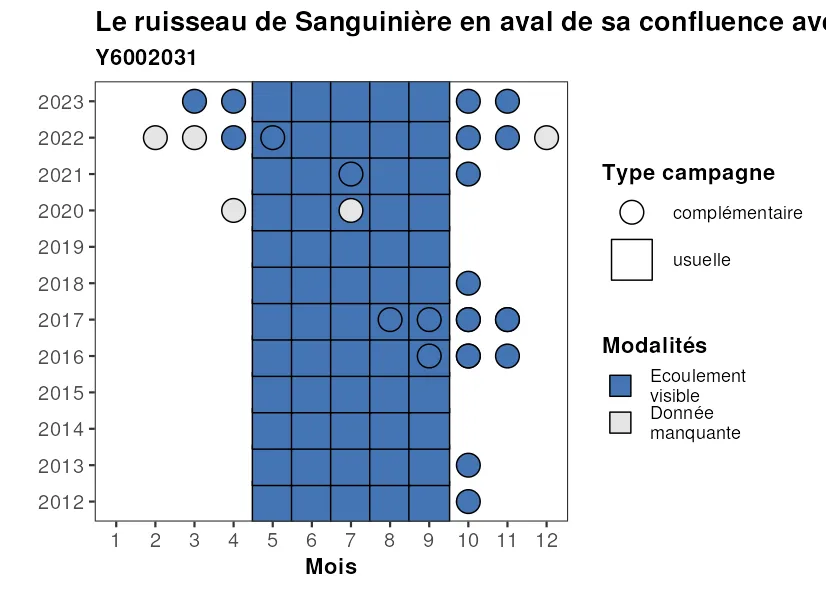 Le ruisseau de Sanguinière en aval de sa confluence ave
Y6002031
2023
2022
2021
2020
2019
2018
2017
2016
2015
2014
2013
2012
1 2 3 4 5 6 7 8 9 10 11 12
Mois
Type campagne
complémentaire
usuelle
Modalités
Ecoulement
visible
Donnée
manquante